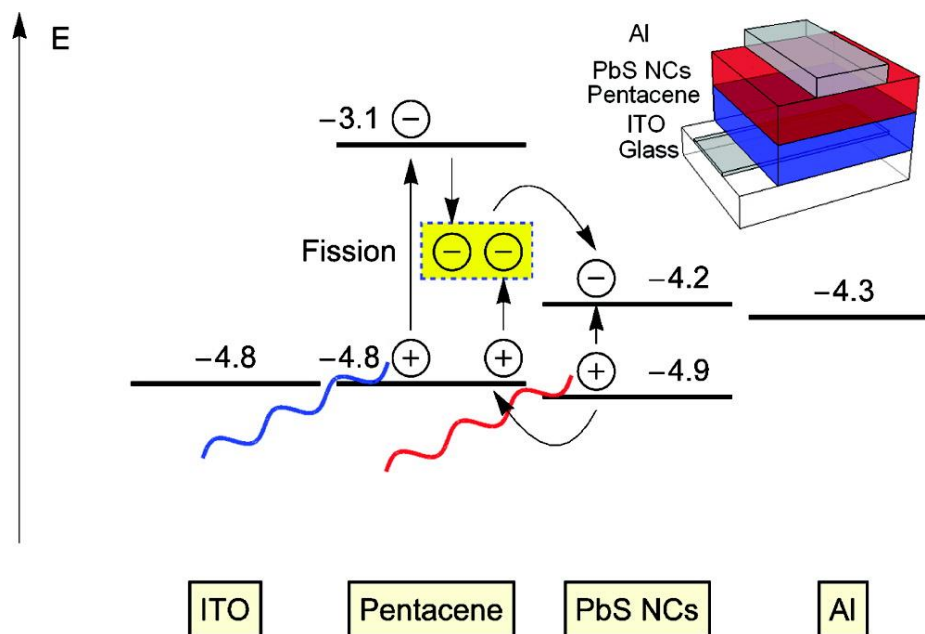 E
Al
PbS NCs
Pentacene
ITO
Glass
−3.1
−
Fission
− −
−
−4.2
−4.3
−4.8
−4.8
+
+
+
−4.9
ITO
Pentacene
PbS NCs
Al